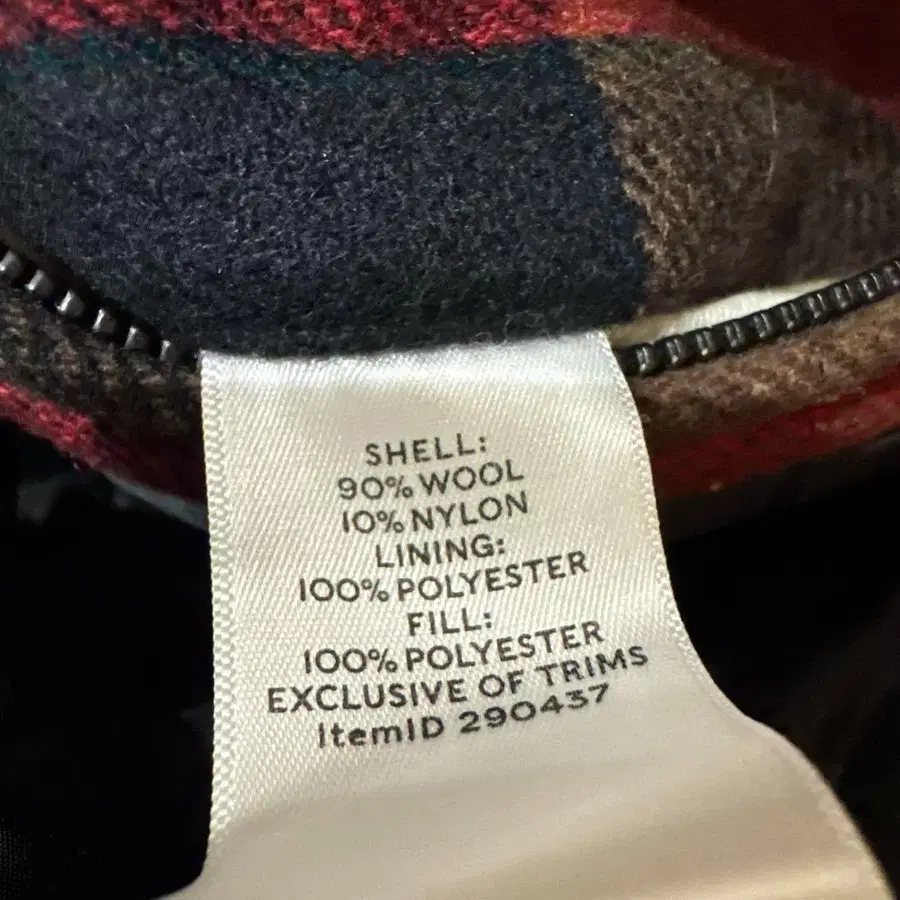 SHELL:
90% WOOL
10% NYLON
LINING:
100% POLYESTER
FILL:
100% POLYESTER
EXCLUSIVE OF TRIMS
ItemID 290437